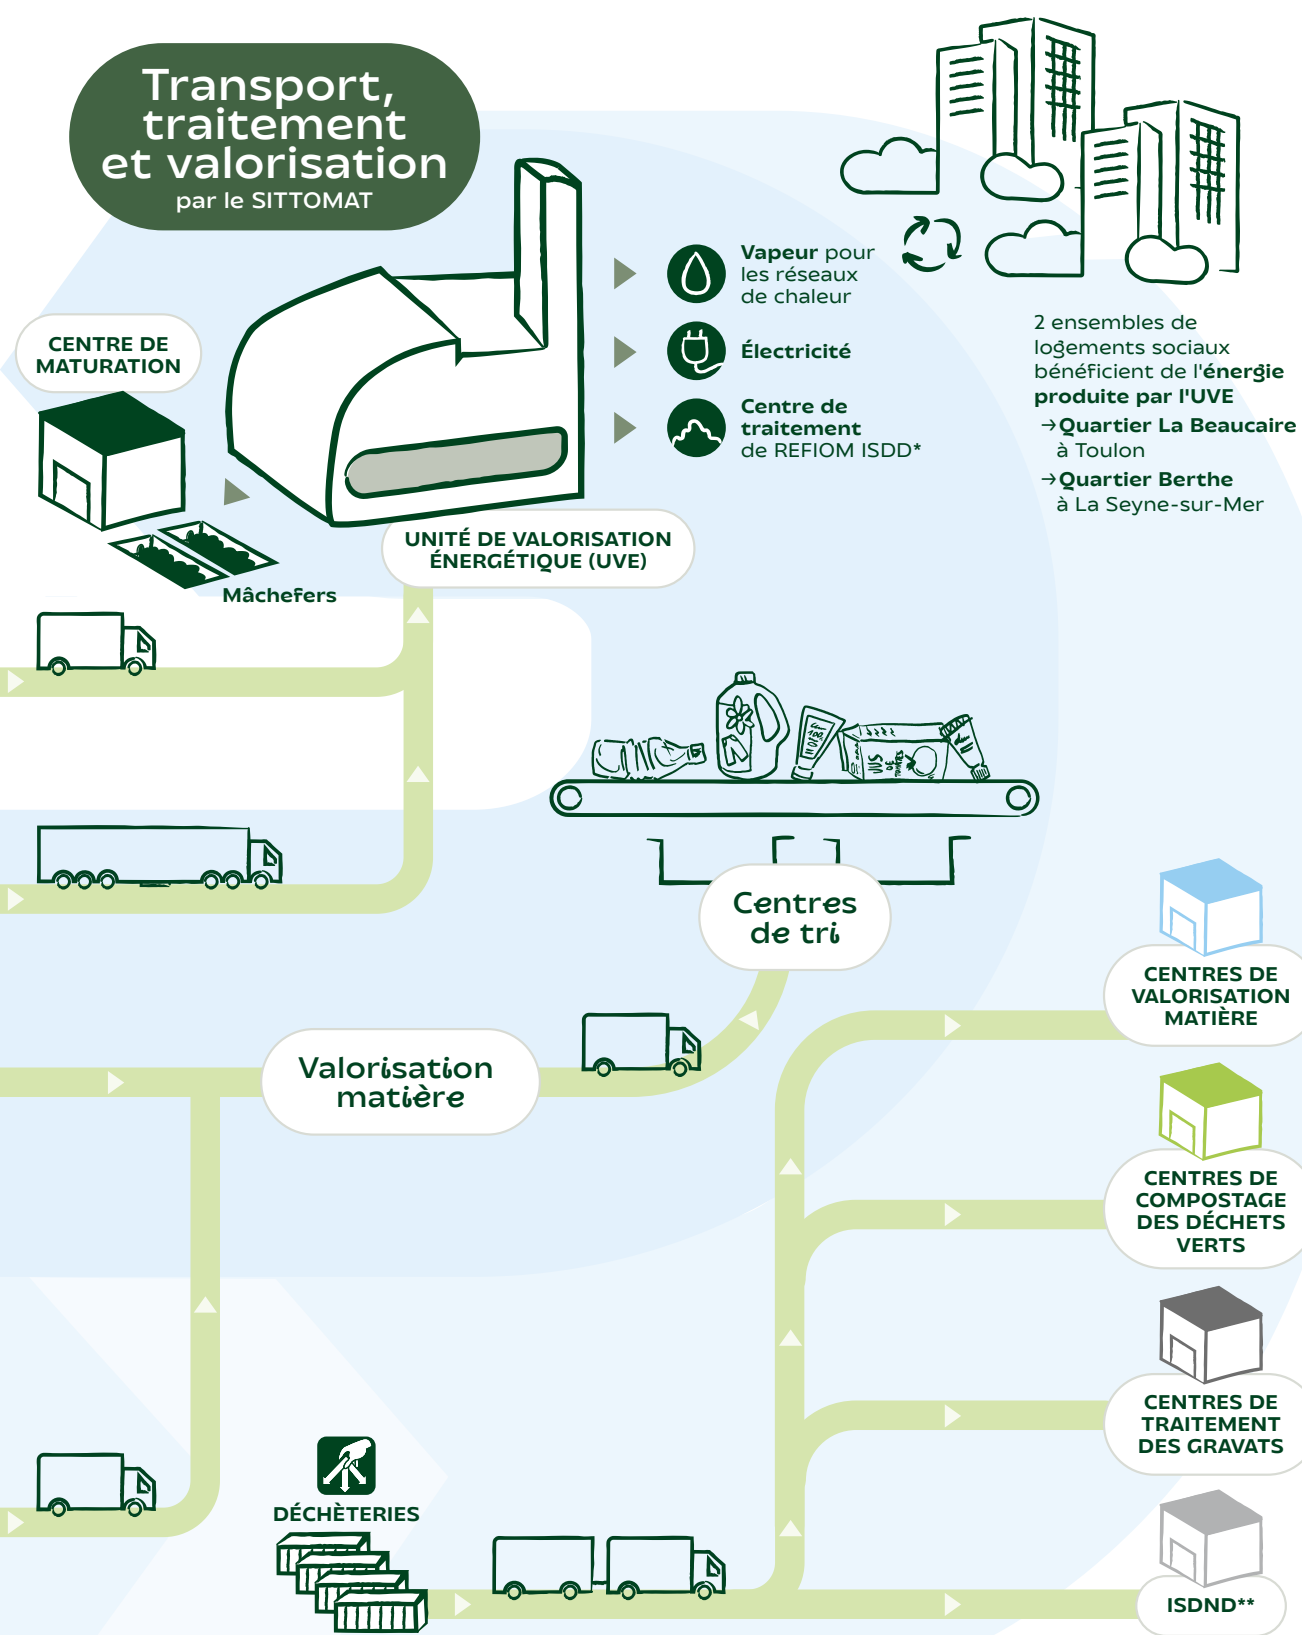 Transport,
traitement
et valorisation
par le SITTOMAT
Vapeur pour
les réseaux
de chaleur
Électricité
Centre de
traitement
de REFIOM ISDD*
2 ensembles de
logements sociaux
bénéficient de l'énergie
produite par l'UVE
→Quartier La Beaucaire
à Toulon
→Quartier Berthe
à La Seyne-sur-Mer
CENTRE DE
MATURATION
UNITÉ DE VALORISATION
ÉNERGÉTIQUE (UVE)
Mâchefers
JUS
DE
Centres
de tri
Valorisation
matière
CENTRES DE
VALORISATION
MATIÈRE
CENTRES DE
COMPOSTAGE
DES DÉCHETS
VERTS
CENTRES DE
TRAITEMENT
DES GRAVATS
DÉCHÈTERIES
ISDND**